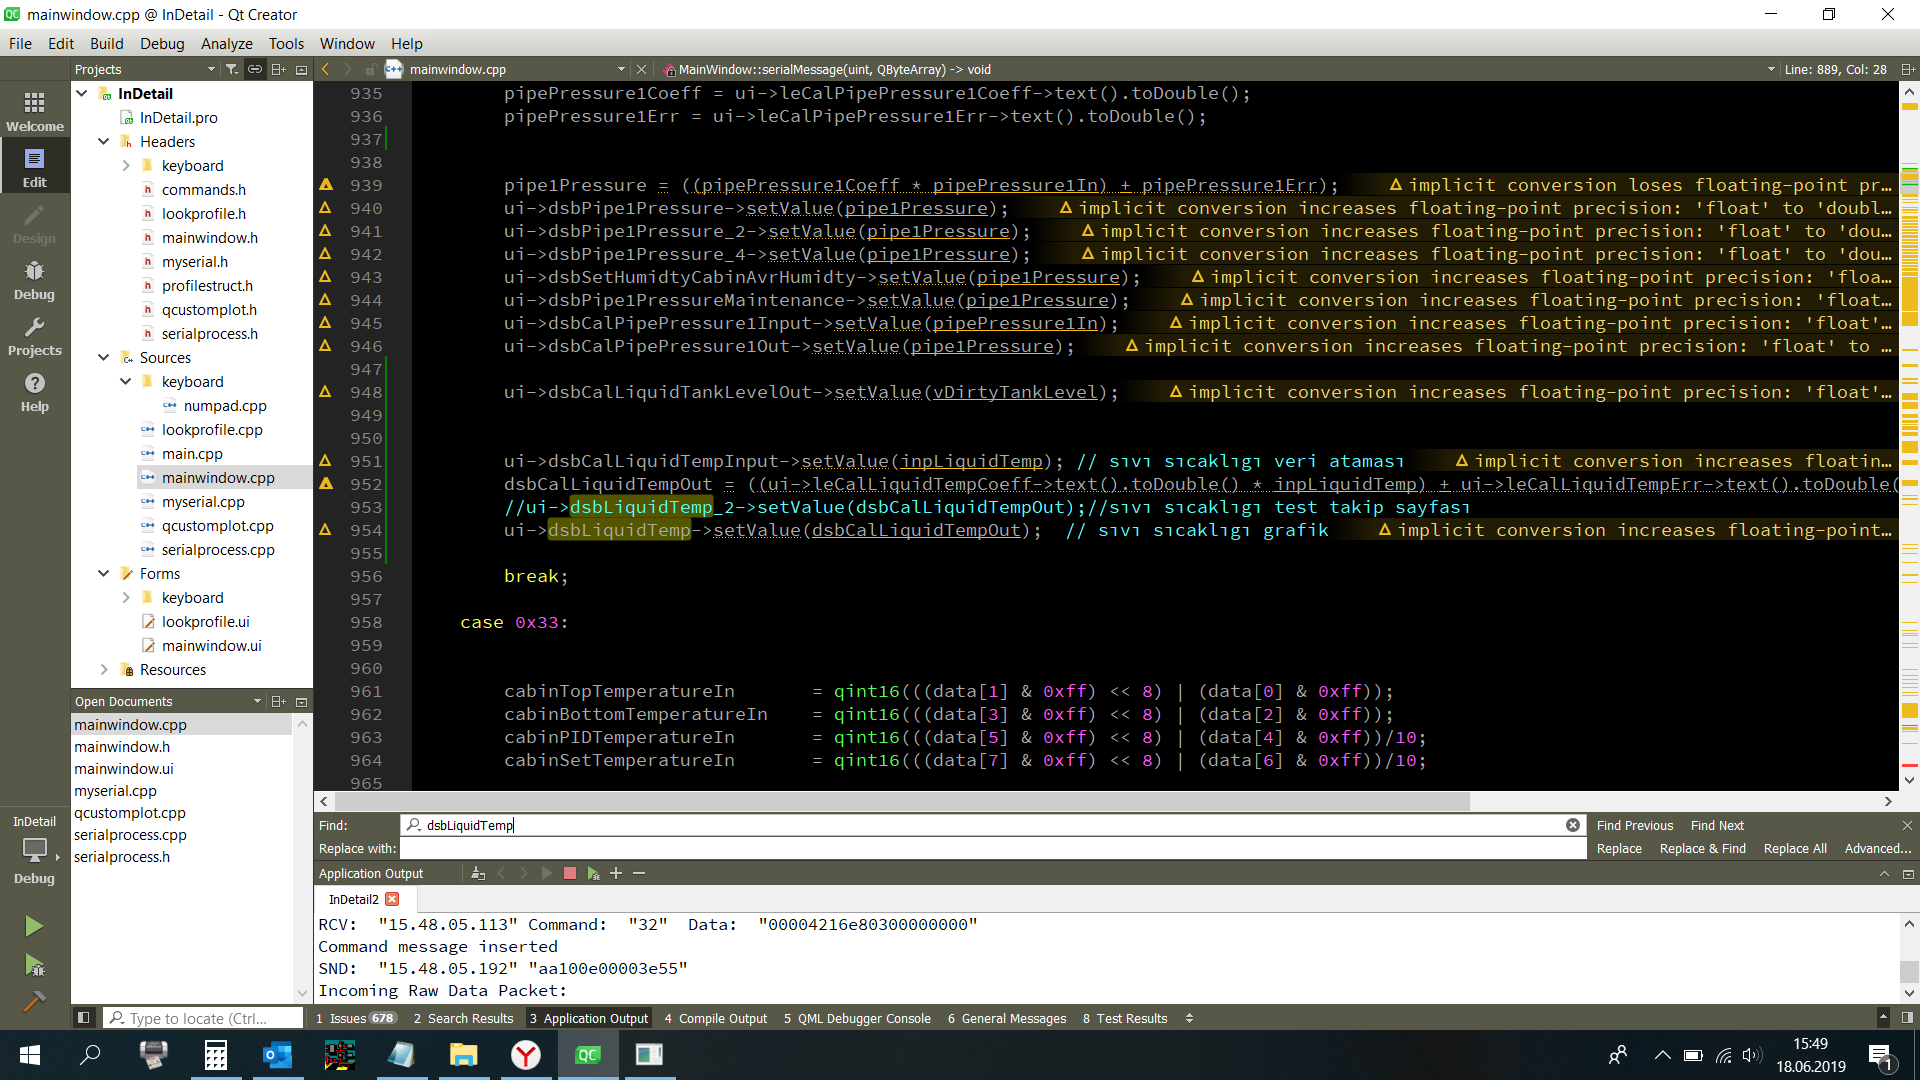 mainwindow.cpp @ InDetail - Qt Creator
File Edit Build Debug Analyze Tools Window Help
Projects
mainwindow.cpp
MainWindow::serialMessage(uint, QByteArray) -> void
Line: 889, Col: 28
Welcome
Edit
Design
Debug
Projects
Help
InDetail
Debug
InDetail
InDetail.pro
Headers
keyboard
commands.h
lookprofile.h
mainwindow.h
myserial.h
profilestruct.h
qcustomplot.h
serialprocess.h
Sources
keyboard
numpad.cpp
lookprofile.cpp
main.cpp
mainwindow.cpp
myserial.cpp
qcustomplot.cpp
serialprocess.cpp
Forms
keyboard
lookprofile.ui
mainwindow.ui
Resources
Open Documents
mainwindow.cpp
mainwindow.h
mainwindow.ui
myserial.cpp
qcustomplot.cpp
serialprocess.cpp
serialprocess.h
935 pipePressure1Coeff = ui->leCalPipePressure1Coeff->text().toDouble();
936 pipePressure1Err = ui->leCalPipePressure1Err->text().toDouble();
937
938
939 pipe1Pressure = ((pipePressure1Coeff * pipePressure1In) + pipePressure1Err); implicit conversion loses floating-point pr...
940 ui->dsbPipe1Pressure->setValue(pipe1Pressure); implicit conversion increases floating-point precision: 'float' to 'doubl...
941 ui->dsbPipe1Pressure_2->setValue(pipe1Pressure); implicit conversion increases floating-point precision: 'float' to 'dou...
942 ui->dsbPipe1Pressure_4->setValue(pipe1Pressure); implicit conversion increases floating-point precision: 'float' to 'dou...
943 ui->dsbSetHumidtyCabinAvrHumidty->setValue(pipe1Pressure); implicit conversion increases floating-point precision: 'floa...
944 ui->dsbPipe1PressureMaintenance->setValue(pipe1Pressure); implicit conversion increases floating-point precision: 'float...
945 ui->dsbCalPipePressure1Input->setValue(pipePressure1In); implicit conversion increases floating-point precision: 'float'...
946 ui->dsbCalPipePressure1Out->setValue(pipe1Pressure); implicit conversion increases floating-point precision: 'float' to ...
947
948 ui->dsbCalLiquidTankLevelOut->setValue(vDirtyTankLevel); implicit conversion increases floating-point precision: 'float'...
949
950
951 ui->dsbCalLiquidTempInput->setValue(inpLiquidTemp); // sıvı sıcaklıgı veri ataması implicit conversion increases floatin...
952 dsbCalLiquidTempOut = ((ui->leCalLiquidTempCoeff->text().toDouble() * inpLiquidTemp) + ui->leCalLiquidTempErr->text().toDouble(
953 //ui->dsbLiquidTemp_2->setValue(dsbCalLiquidTempOut);//sıvı sıcaklıgı test takip sayfası
954 ui->dsbLiquidTemp->setValue(dsbCalLiquidTempOut); // sıvı sıcaklıgı grafik implicit conversion increases floating-point...
955
956 break;
957
958 case 0x33:
959
960
961 cabinTopTemperatureIn = qint16(((data[1] & 0xff) << 8) | (data[0] & 0xff));
962 cabinBottomTemperatureIn = qint16(((data[3] & 0xff) << 8) | (data[2] & 0xff));
963 cabinPIDTemperatureIn = qint16(((data[5] & 0xff) << 8) | (data[4] & 0xff))/10;
964 cabinSetTemperatureIn = qint16(((data[7] & 0xff) << 8) | (data[6] & 0xff))/10;
965
Find: dsbLiquidTemp Find Previous Find Next
Replace with: Replace Replace & Find Replace All Advanced...
Application Output
InDetail2
RCV: "15.48.05.113" Command: "32" Data: "00004216e80300000000"
Command message inserted
SND: "15.48.05.192" "aa100e00003e55"
Incoming Raw Data Packet:
Type to locate (Ctrl... 1 Issues 678 2 Search Results 3 Application Output 4 Compile Output 5 QML Debugger Console 6 General Messages 8 Test Results
QC
15:49
18.06.2019
1